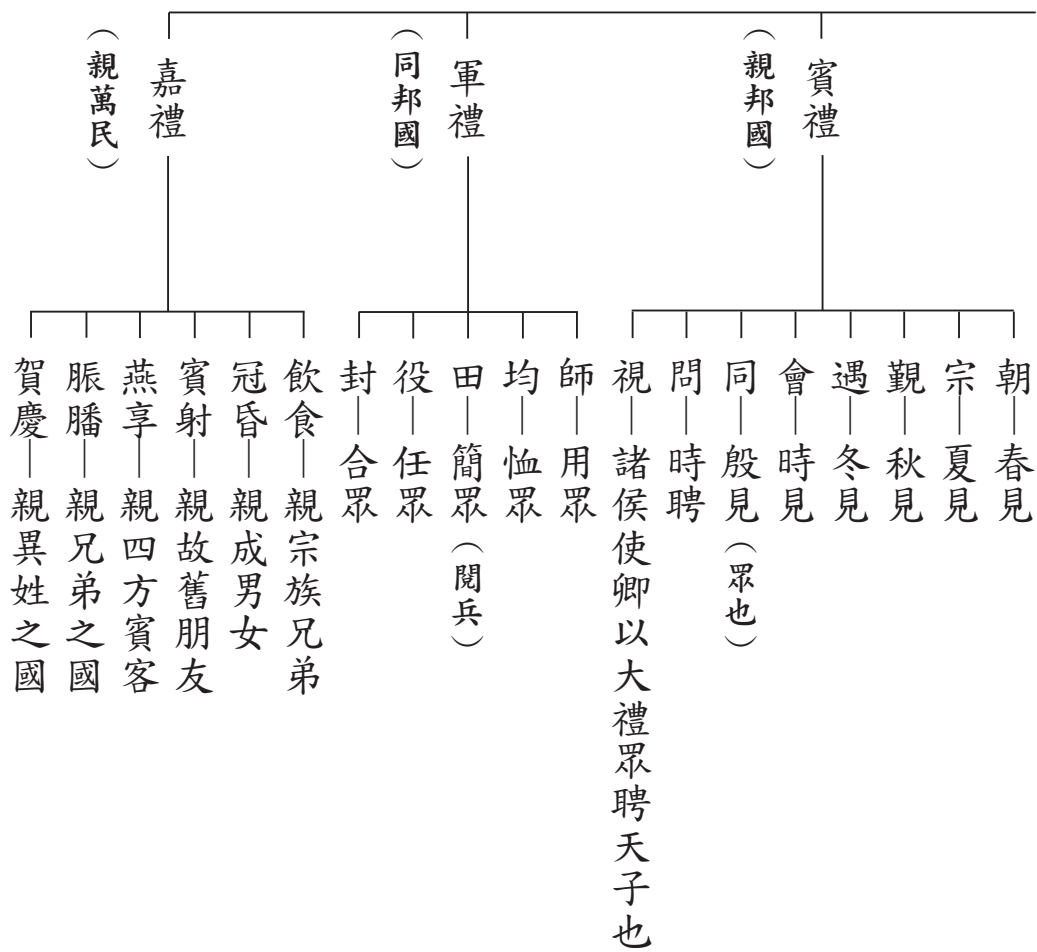 賓禮
（親邦國）
朝—春見
宗—夏見
覲—秋見
遇—冬見
會—時見
同—殷見（眾也）
問—時聘
視—諸侯使卿以大禮眾聘天子也
軍禮
（同邦國）
師—用眾
均—恤眾
田—簡眾（閱兵）
役—任眾
封—合眾
嘉禮
（親萬民）
飲食—親宗族兄弟
冠昏—親成男女
賓射—親故舊朋友
燕享—親四方賓客
脤膰—親兄弟之國
賀慶—親異姓之國